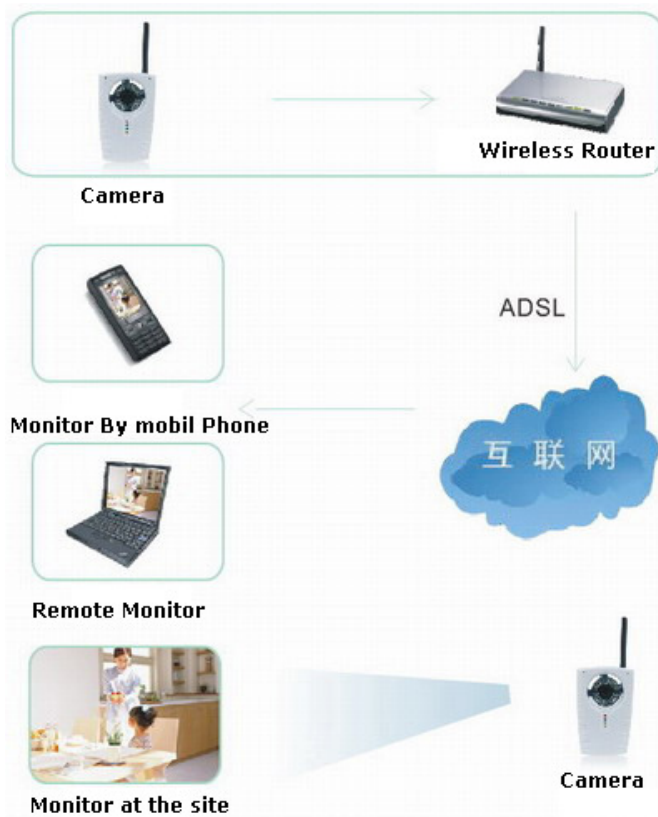 Wireless Router
Camera
ADSL
Monitor By mobil Phone
互联网
Remote Monitor
Camera
Monitor at the site